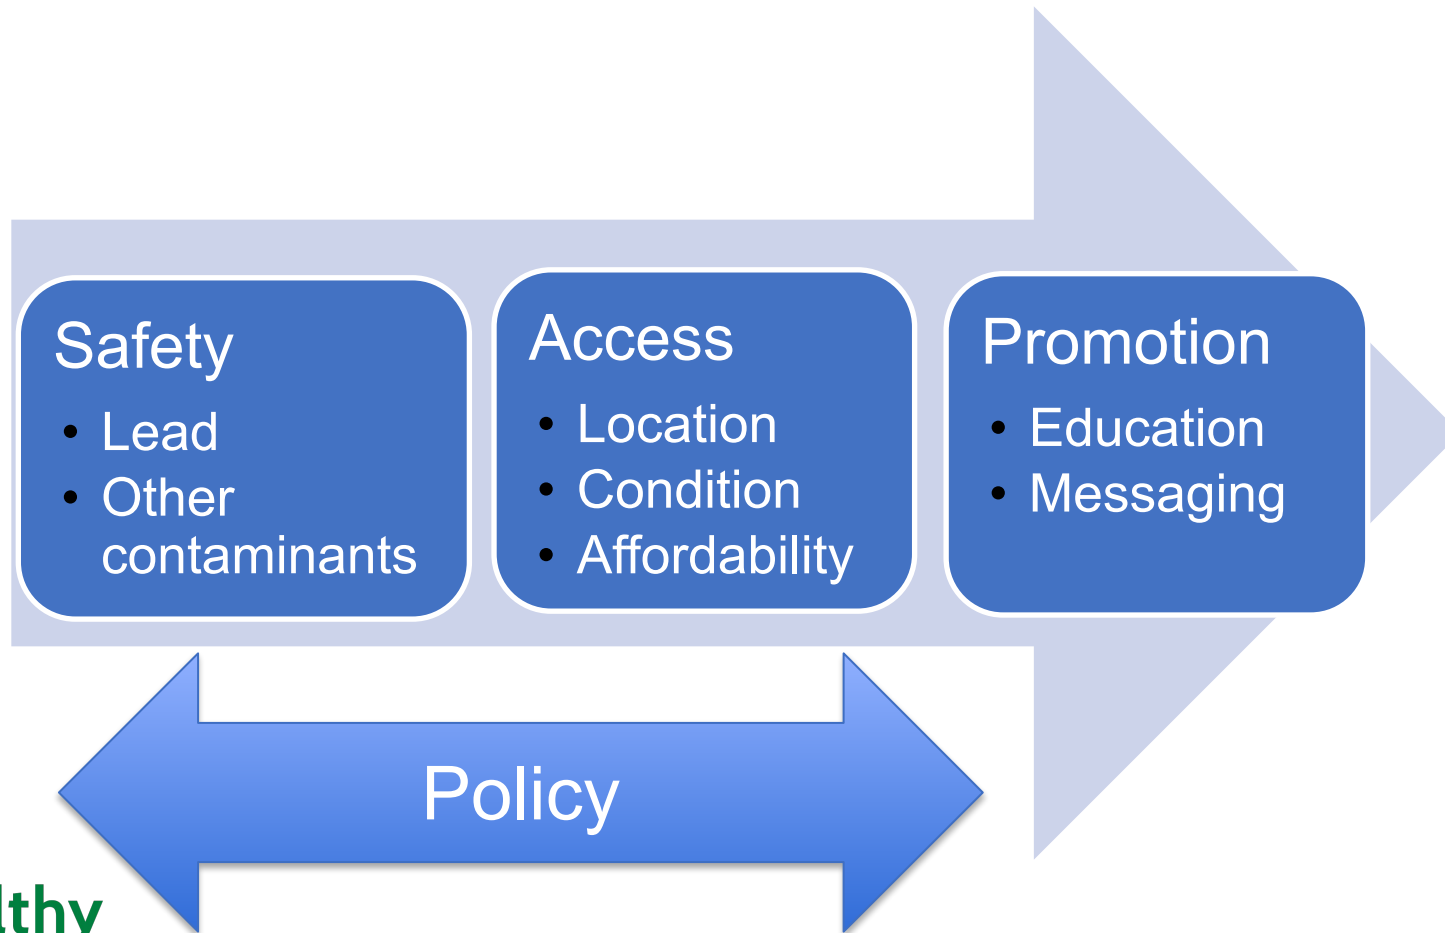 Safety
• Lead
• Other
contaminants
Access
• Location
• Condition
• Affordability
Promotion
• Education
• Messaging
Policy